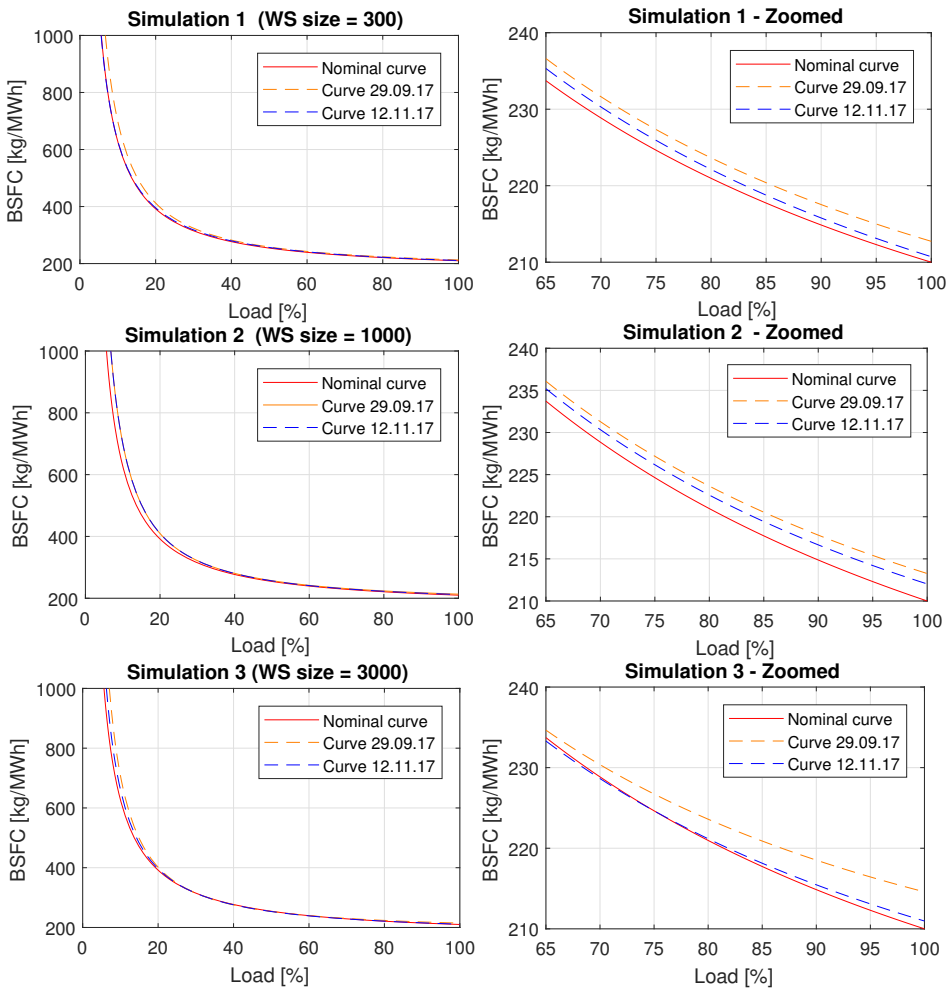 Simulation 1  (WS size = 300)
1000
800
600
400
200
BSFC [kg/MWh]
Nominal curve
Curve 29.09.17
Curve 12.11.17
0 20 40 60 80 100
Load [%]
Simulation 1 - Zoomed
240
230
220
210
BSFC [kg/MWh]
Nominal curve
Curve 29.09.17
Curve 12.11.17
65 70 75 80 85 90 95 100
Load [%]
Simulation 2  (WS size = 1000)
1000
800
600
400
200
BSFC [kg/MWh]
Nominal curve
Curve 29.09.17
Curve 12.11.17
0 20 40 60 80 100
Load [%]
Simulation 2  - Zoomed
240
235
230
225
220
215
210
BSFC [kg/MWh]
Nominal curve
Curve 29.09.17
Curve 12.11.17
65 70 75 80 85 90 95 100
Load [%]
Simulation 3 (WS size = 3000)
1000
800
600
400
200
BSFC [kg/MWh]
Nominal curve
Curve 29.09.17
Curve 12.11.17
0 20 40 60 80 100
Load [%]
Simulation 3 - Zoomed
240
230
220
210
BSFC [kg/MWh]
Nominal curve
Curve 29.09.17
Curve 12.11.17
65 70 75 80 85 90 95 100
Load [%]